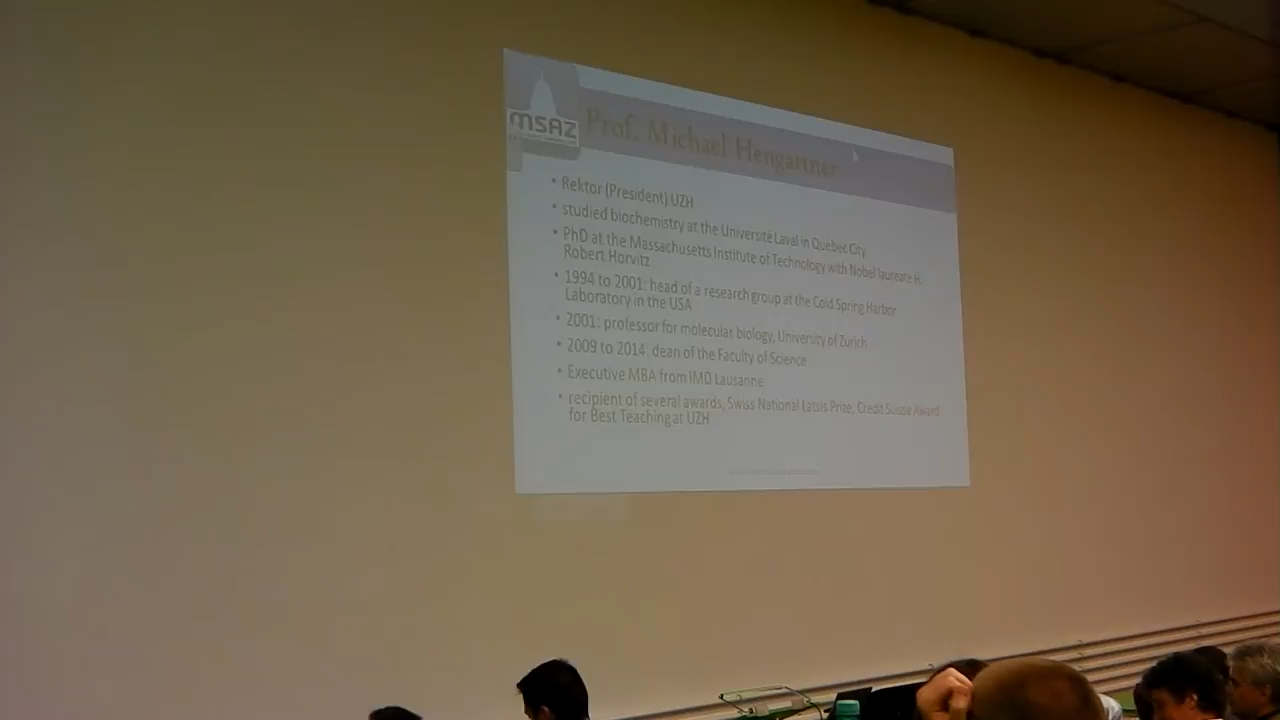 MSAZ
Prof. Michael Hengartner
• Rektor (President) UZH
• studied biochemistry at the Université Laval in Québec City
• PhD at the Massachusetts Institute of Technology with Nobel laureate H.
Robert Horvitz
• 1994 to 2001: head of a research group at the Cold Spring Harbor
Laboratory in the USA
• 2001: professor for molecular biology, University of Zurich
• 2009 to 2014: dean of the Faculty of Science
• Executive MBA from IMD Lausanne
• recipient of several awards, Swiss National Latsis Prize, Credit Suisse Award
for Best Teaching at UZH